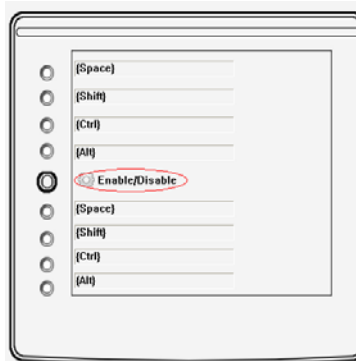 (Space)
(Shift)
(Ctrl)
(Alt)
Enable/Disable
(Space)
(Shift)
(Ctrl)
(Alt)